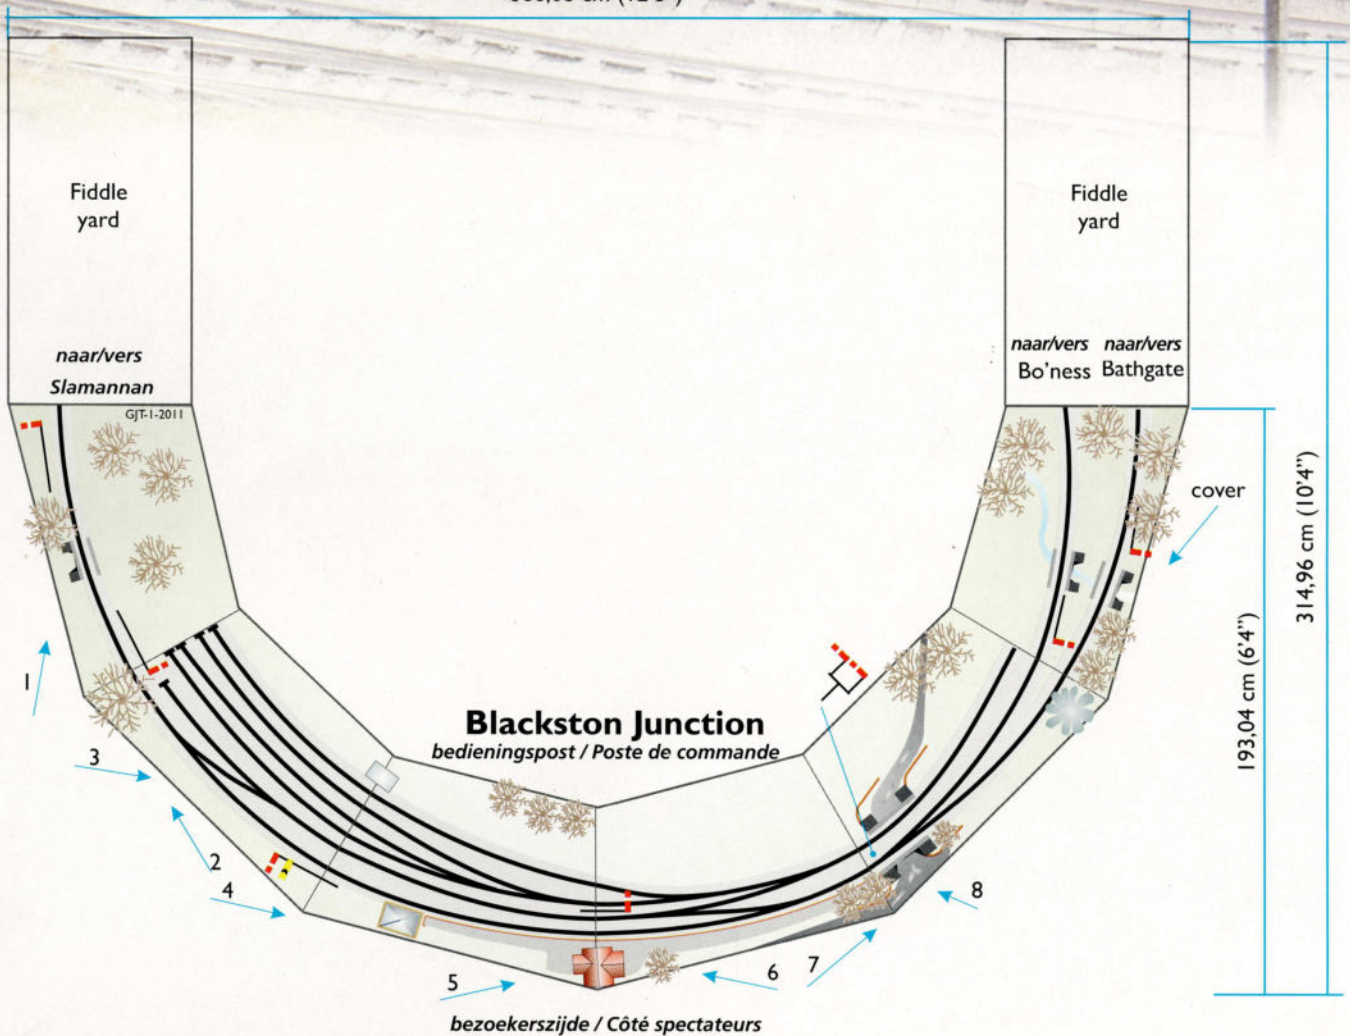 Fiddle
yard
Fiddle
yard
naar/vers
Slamannan
naar/vers naar/vers
Bo'ness Bathgate
GJT-1-2011
cover
314,96 cm (10'4")
193,04 cm (6'4")
1
3
2
4
Blackston Junction
bedieningspost / Poste de commande
8
5
6
7
bezoekerszijde / Côté spectateurs